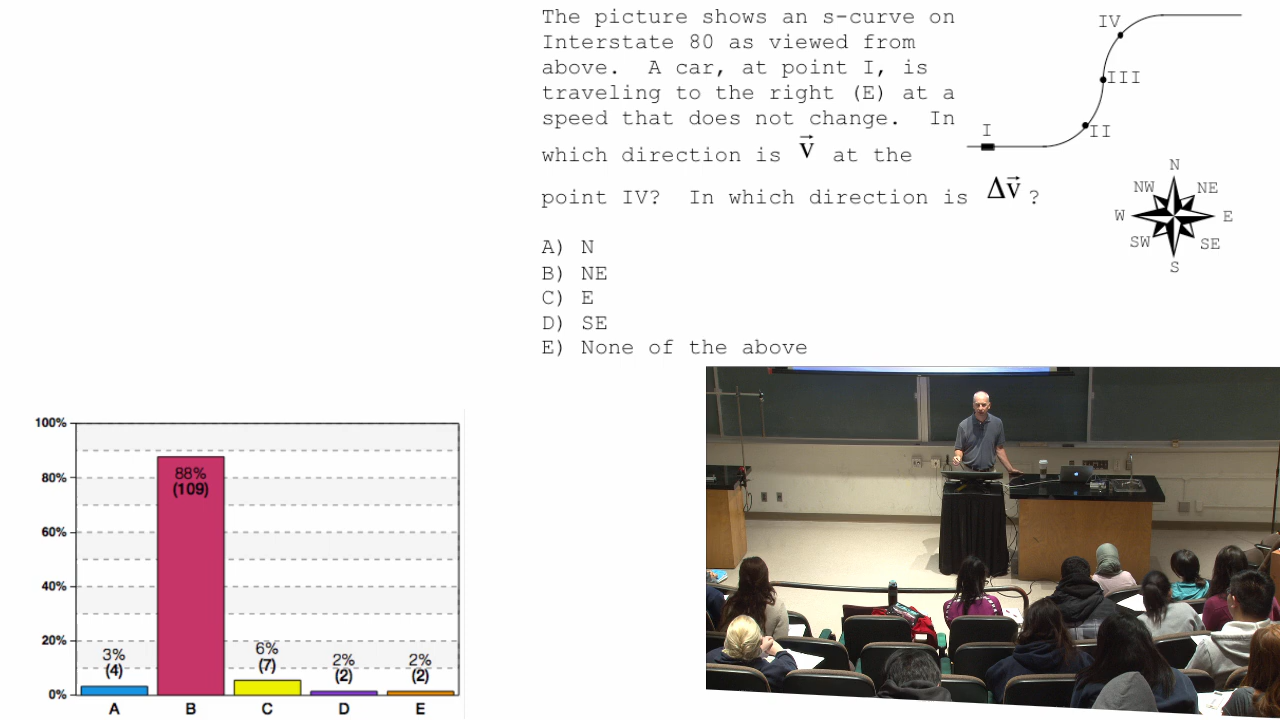 The picture shows an s-curve on
Interstate 80 as viewed from
above. A car, at point I, is
traveling to the right (E) at a
speed that does not change. In
which direction is v⃗ at the
point IV? In which direction is Δv⃗ ?
A) N
B) NE
C) E
D) SE
E) None of the above
IV
III
I
II
N
NW NE
W E
SW SE
S
100%
80%
60%
40%
20%
0%
3%
(4)
88%
(109)
6%
(7)
2%
(2)
2%
(2)
A B C D E